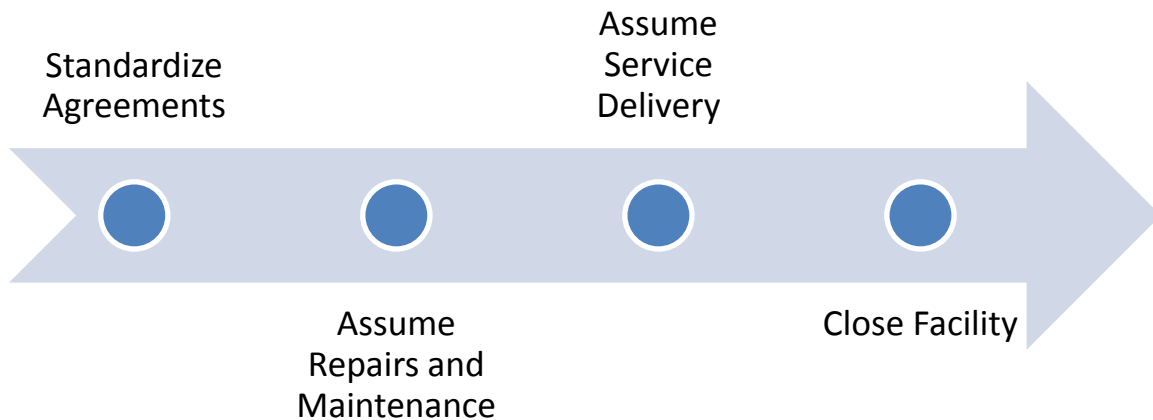 Standardize
Agreements
Assume
Repairs and
Maintenance
Assume
Service
Delivery
Close Facility